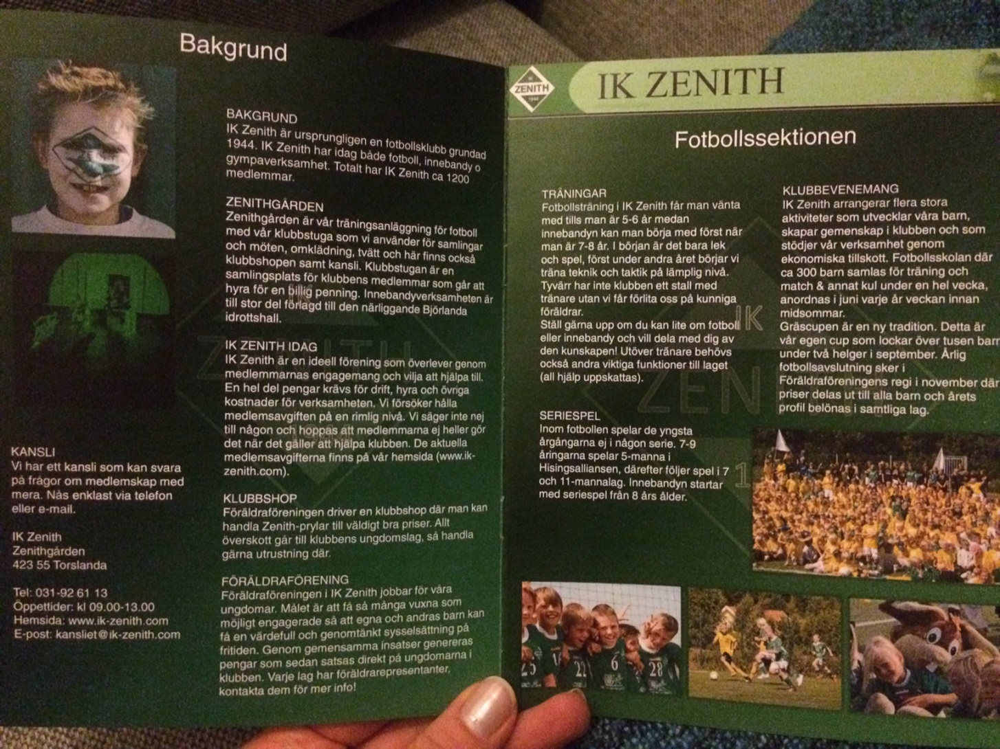 Bakgrund
BAKGRUND
IK Zenith är ursprungligen en fotbollsklubb grundad
1944. IK Zenith har idag både fotboll, innebandy o
gympaverksamhet. Totalt har IK Zenith ca 1200
medlemmar.
ZENITHGÅRDEN
Zenithgården är vår träningsanläggning för fotboll
med vår klubbstuga som vi använder för samlingar
och möten, omklädning, tvätt och här finns också
klubbshopen samt kansli. Klubbstugan är en
samlingsplats för klubbens medlemmar som går att
hyra för en billig penning. Innebandyverksamheten är
till stor del förlagd till den närliggande Björlanda
idrottshall.
IK ZENITH IDAG
IK Zenith är en ideell förening som överlever genom
medlemmarnas engagemang och vilja att hjälpa till.
En hel del pengar krävs för drift, hyra och övriga
kostnader för verksamheten. Vi försöker hålla
medlemsavgiften på en rimlig nivå. Vi säger inte nej
till någon och hoppas att medlemmarna ej heller gör
det när det gäller att hjälpa klubben. De aktuella
medlemsavgifterna finns på vår hemsida (www.ik-
zenith.com).
KLUBBSHOP
Föräldraföreningen driver en klubbshop där man kan
handla Zenith-prylar till väldigt bra priser. Allt
överskott går till klubbens ungdomslag, så handla
gärna utrustning där.
FÖRÄLDRAFÖRENING
Föräldraföreningen i IK Zenith jobbar för våra
ungdomar. Målet är att få så många vuxna som
möjligt engagerade så att egna och andras barn kan
få en värdefull och genomtänkt sysselsättning på
fritiden. Genom gemensamma insatser genereras
pengar som sedan satsas direkt på ungdomarna i
klubben. Varje lag har föräldrarepresentanter,
kontakta dem för mer info!
KANSLI
Vi har ett kansli som kan svara
på frågor om medlemskap med
mera. Nås enklast via telefon
eller e-mail.
IK Zenith
Zenithgården
423 55 Torslanda
Tel: 031-92 61 13
Öppettider: kl 09.00-13.00
Hemsida: www.ik-zenith.com
E-post: kansliet@ik-zenith.com
IK
ZENITH
1944
IK ZENITH
Fotbollssektionen
TRÄNINGAR
Fotbollsträning i IK Zenith får man vänta
med tills man är 5-6 år medan
innebandyn kan man börja med först när
man är 7-8 år. I början är det bara lek
och spel, först under andra året börjar vi
träna teknik och taktik på lämplig nivå.
Tyvärr har inte klubben ett stall med
tränare utan vi får förlita oss på kunniga
föräldrar.
Ställ gärna upp om du kan lite om fotboll
eller innebandy och vill dela med dig av
den kunskapen! Utöver tränare behövs
också andra viktiga funktioner till laget
(all hjälp uppskattas).
SERIESPEL
Inom fotbollen spelar de yngsta
årgångarna ej i någon serie. 7-9
åringarna spelar 5-manna i
Hisingsalliansen, därefter följer spel i 7
och 11-mannalag. Innebandyn startar
med seriespel från 8 års ålder.
KLUBBEVENEMANG
IK Zenith arrangerar flera stora
aktiviteter som utvecklar våra barn,
skapar gemenskap i klubben och som
stödjer vår verksamhet genom
ekonomiska tillskott. Fotbollsskolan där
ca 300 barn samlas för träning och
match & annat kul under en hel vecka,
anordnas i juni varje år veckan innan
midsommar.
Gräscupen är en ny tradition. Detta är
vår egen cup som lockar över tusen barn
under två helger i september. Årlig
fotbollsavslutning sker i
Föräldraföreningens regi i november där
priser delas ut till alla barn och årets
profil belönas i samtliga lag.
22
6
28